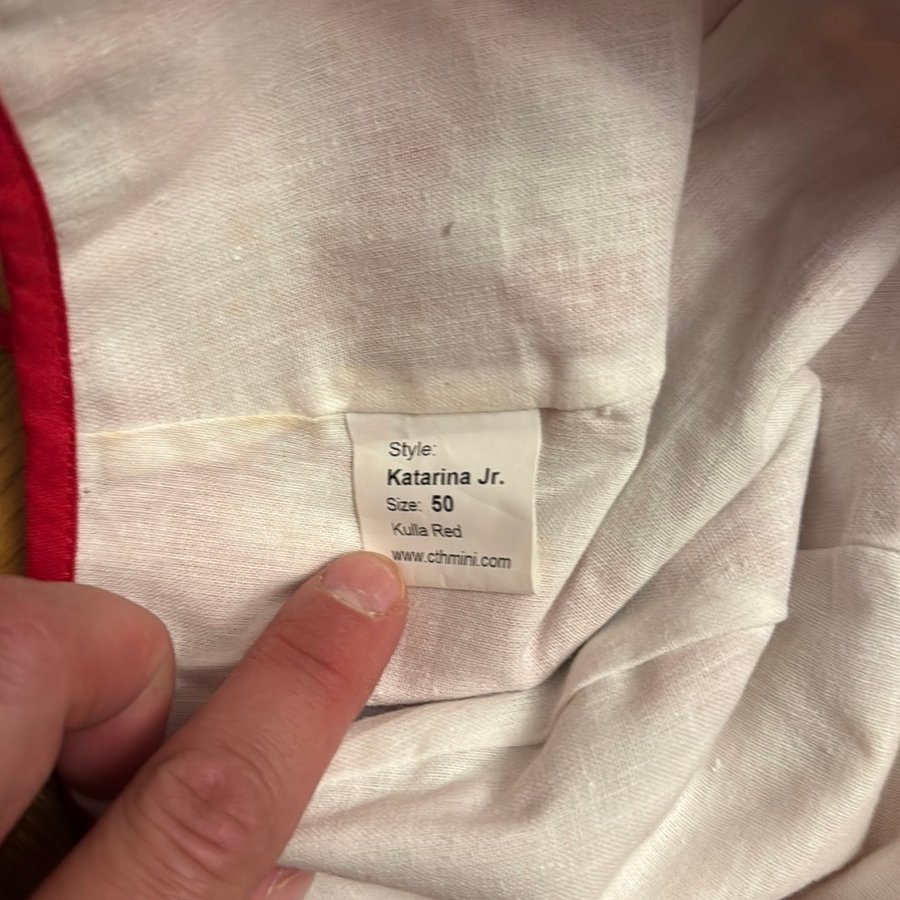 Style:
Katarina Jr.
Size: 50
Kulla Red
www.cthmini.com